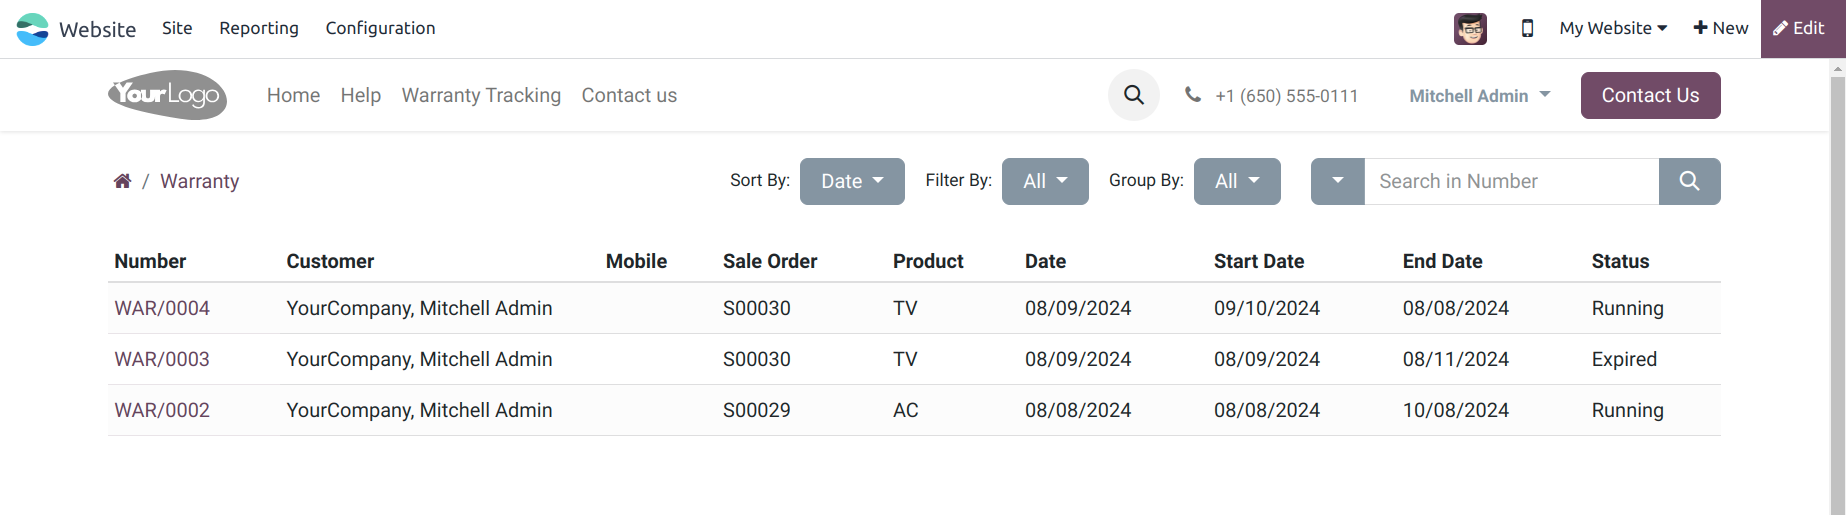 Website Site Reporting Configuration My Website New Edit
YourLogo Home Help Warranty Tracking Contact us +1 (650) 555-0111 Mitchell Admin Contact Us
/ Warranty Sort By: Date Filter By: All Group By: All Search in Number
Number Customer Mobile Sale Order Product Date Start Date End Date Status
WAR/0004 YourCompany, Mitchell Admin S00030 TV 08/09/2024 09/10/2024 08/08/2024 Running
WAR/0003 YourCompany, Mitchell Admin S00030 TV 08/09/2024 08/09/2024 08/11/2024 Expired
WAR/0002 YourCompany, Mitchell Admin S00029 AC 08/08/2024 08/08/2024 10/08/2024 Running